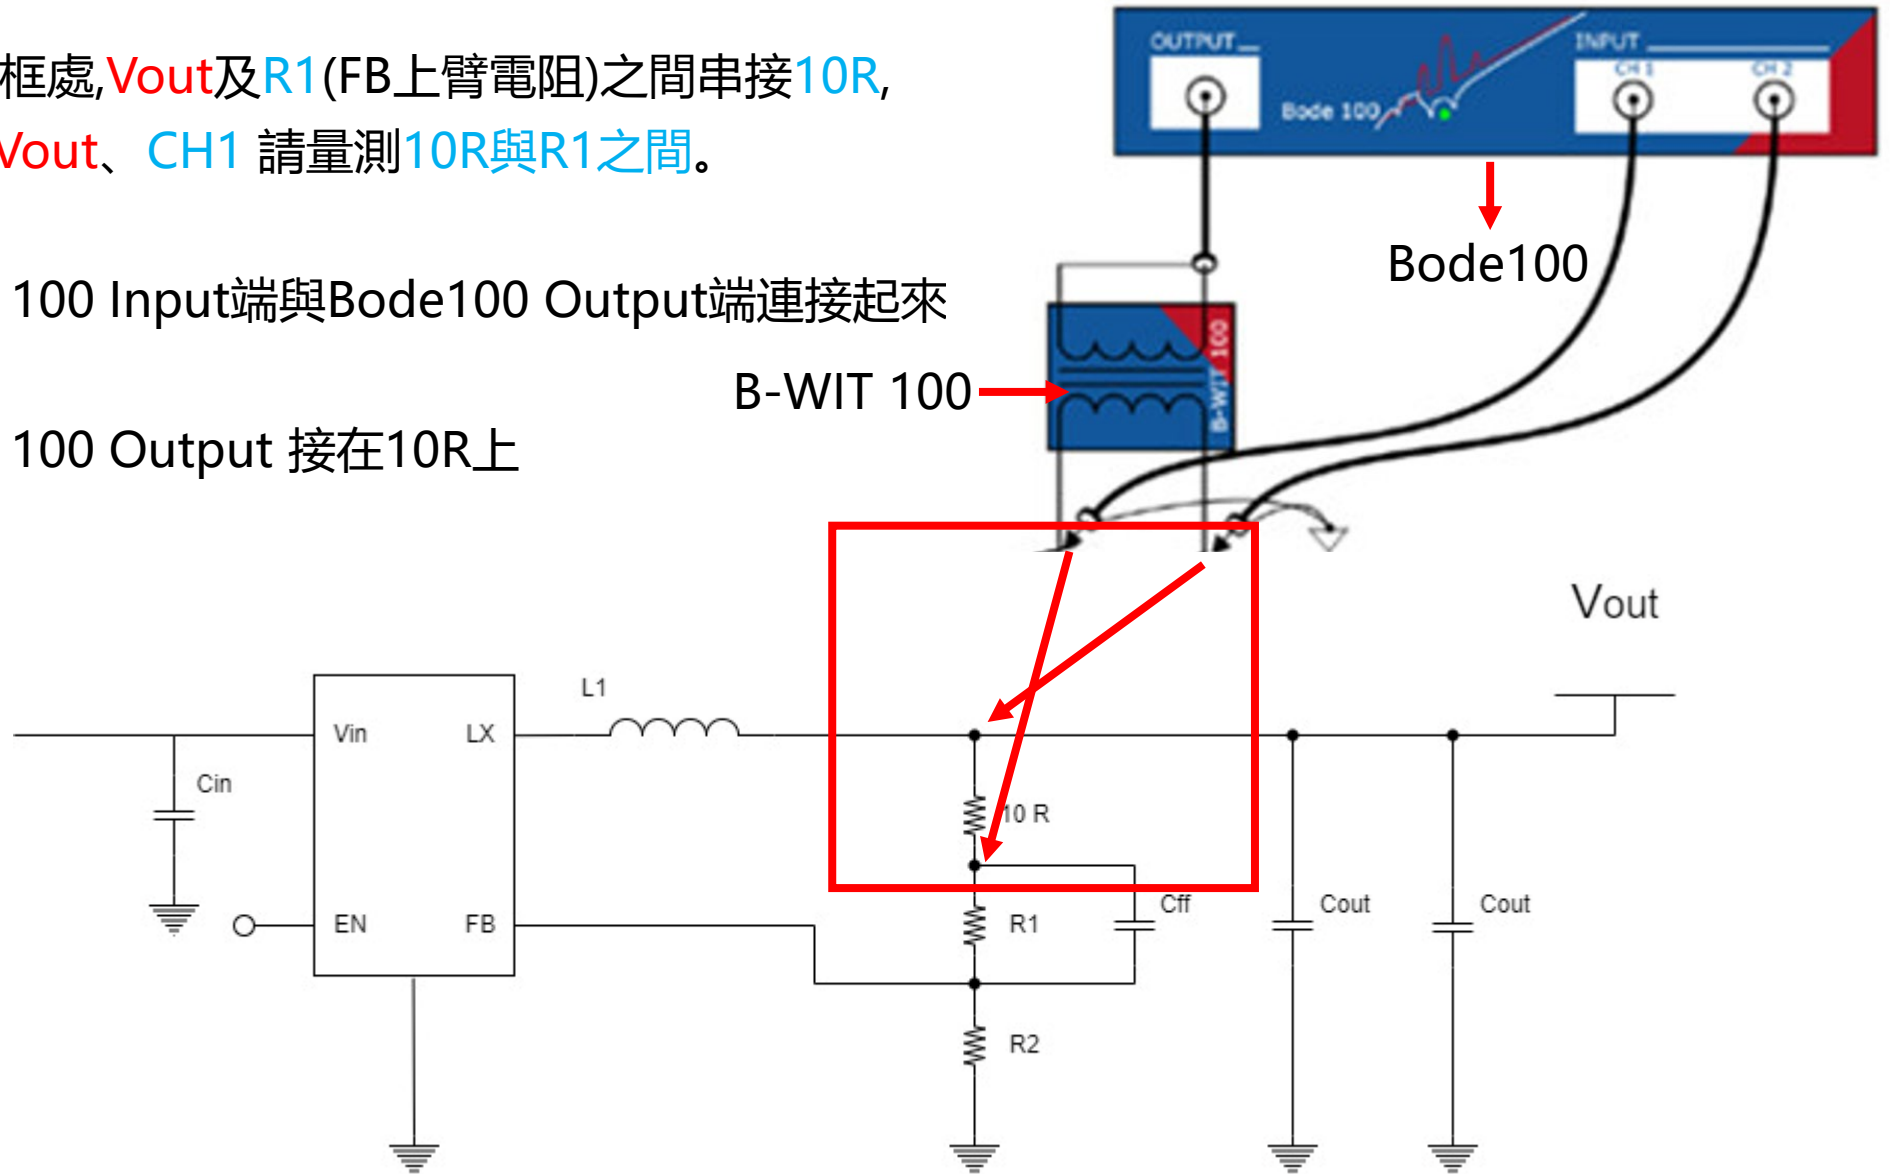 框處,Vout及R1(FB上臂電阻)之間串接10R,
Vout、CH1 請量測10R與R1之間。
100 Input端與Bode100 Output端連接起來
100 Output 接在10R上
OUTPUT
INPUT
CH 1
CH 2
Bode 100
Bode100
B-WIT 100
B-WIT 100
Vout
L1
Vin
LX
Cin
10 R
EN
FB
R1
Cff
Cout
Cout
R2